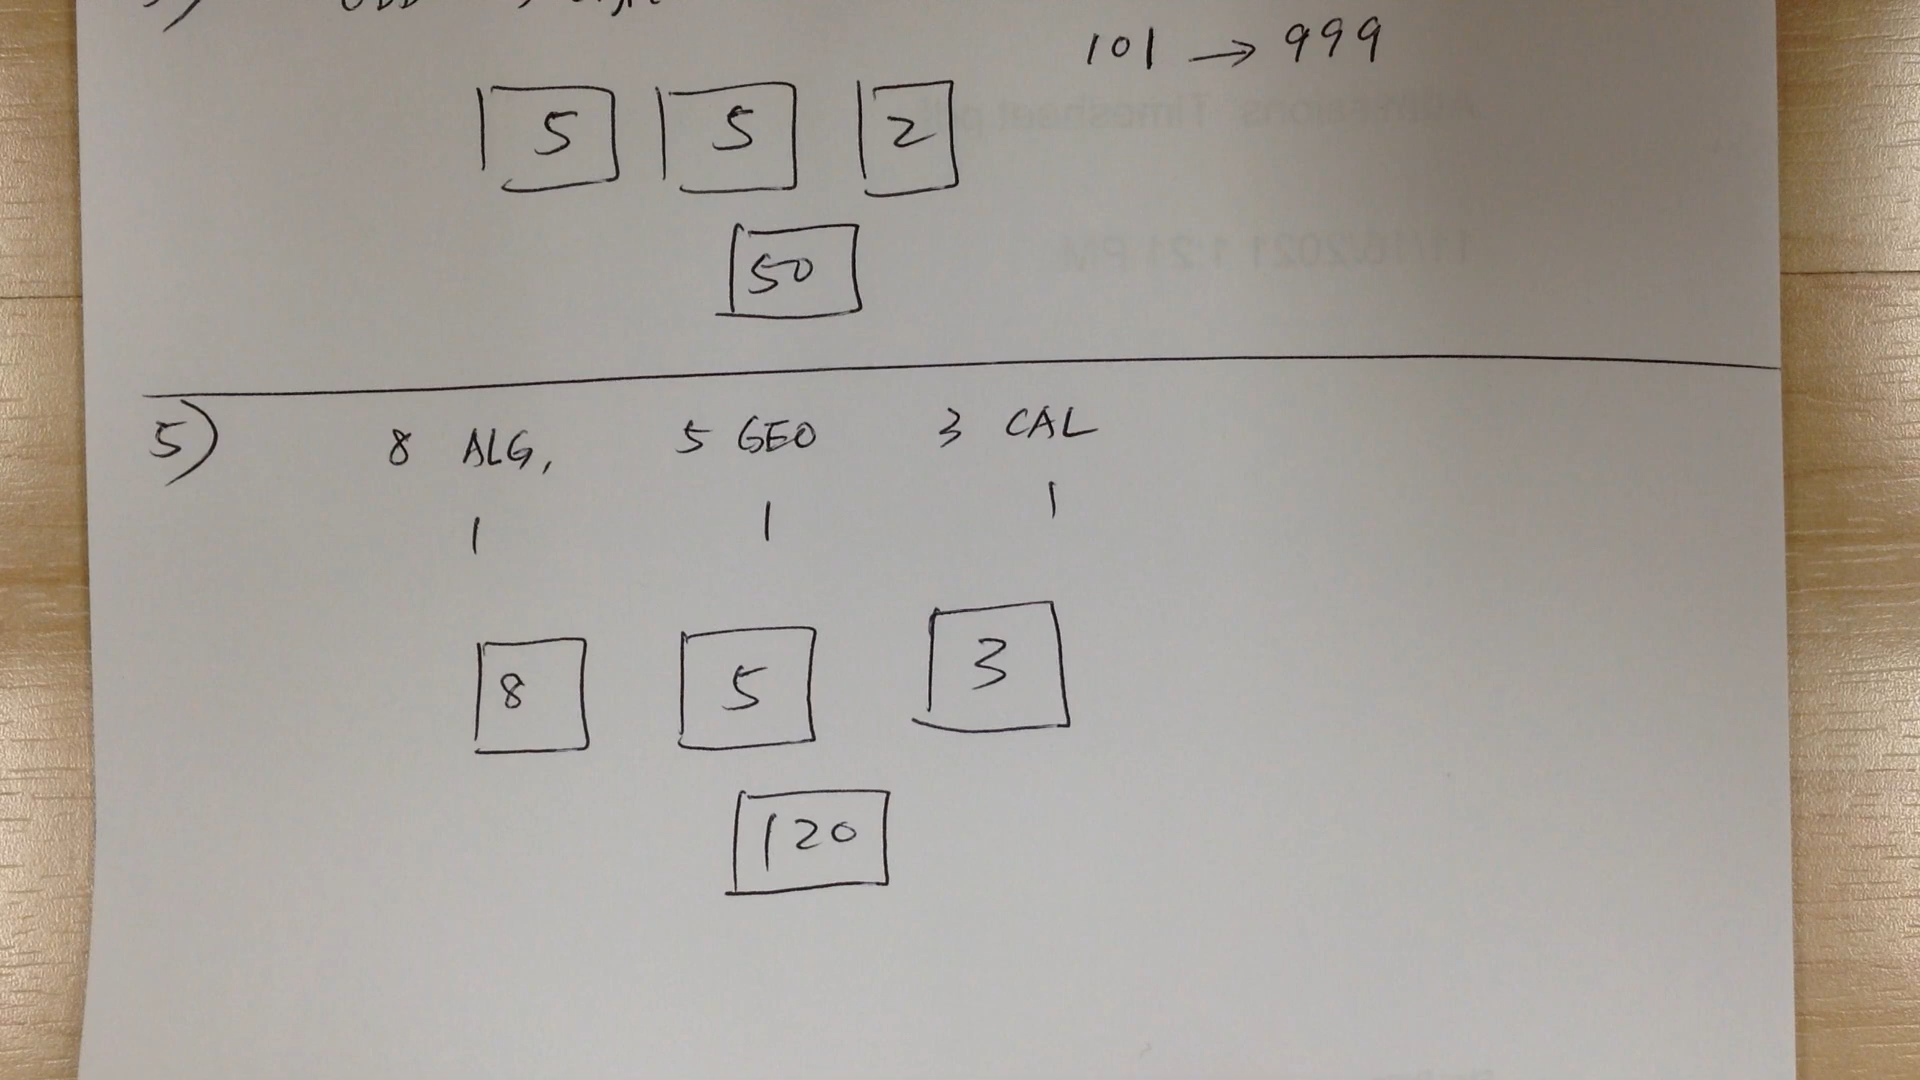 101 → 999
5 5 2
50
5) 8 ALG, 5 GEO 3 CAL
1 1 1
8 5 3
120